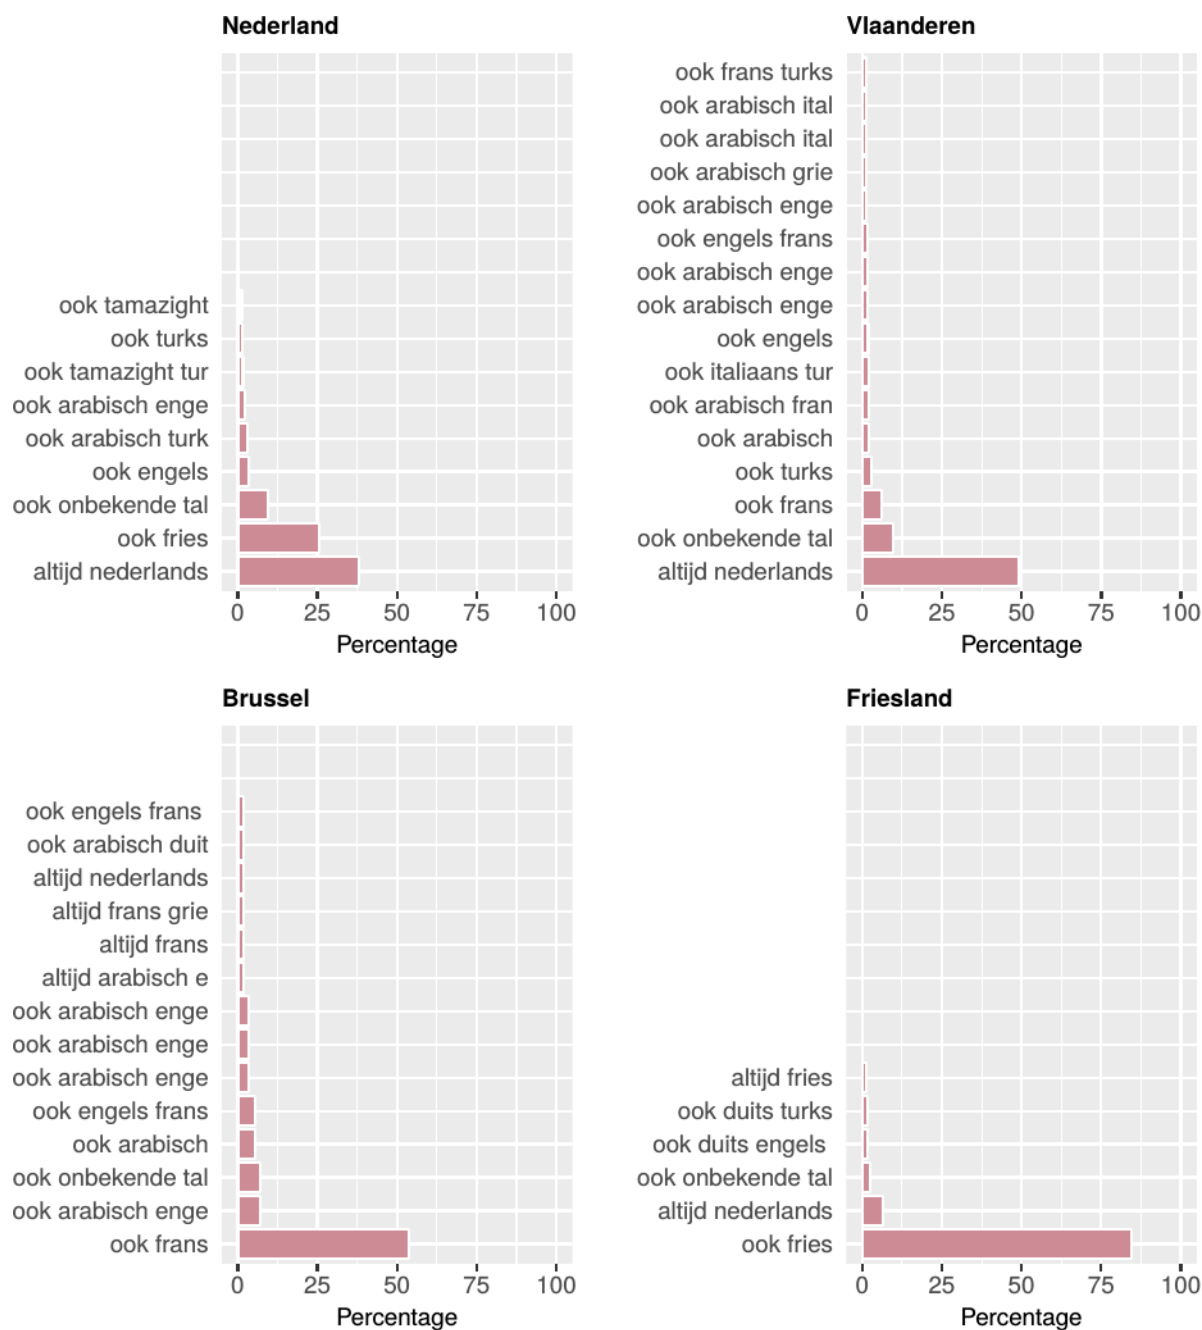 Nederland
ook tamazight
ook turks
ook tamazight tur
ook arabisch enge
ook arabisch turk
ook engels
ook onbekende tal
ook fries
altijd nederlands
0 25 50 75 100
Percentage
Vlaanderen
ook frans turks
ook arabisch ital
ook arabisch ital
ook arabisch grie
ook arabisch enge
ook engels frans
ook arabisch enge
ook arabisch enge
ook engels
ook italiaans tur
ook arabisch fran
ook arabisch
ook turks
ook frans
ook onbekende tal
altijd nederlands
0 25 50 75 100
Percentage
Brussel
ook engels frans
ook arabisch duit
altijd nederlands
altijd frans grie
altijd frans
altijd arabisch e
ook arabisch enge
ook arabisch enge
ook arabisch enge
ook engels frans
ook arabisch
ook onbekende tal
ook arabisch enge
ook frans
0 25 50 75 100
Percentage
Friesland
altijd fries
ook duits turks
ook duits engels
ook onbekende tal
altijd nederlands
ook fries
0 25 50 75 100
Percentage